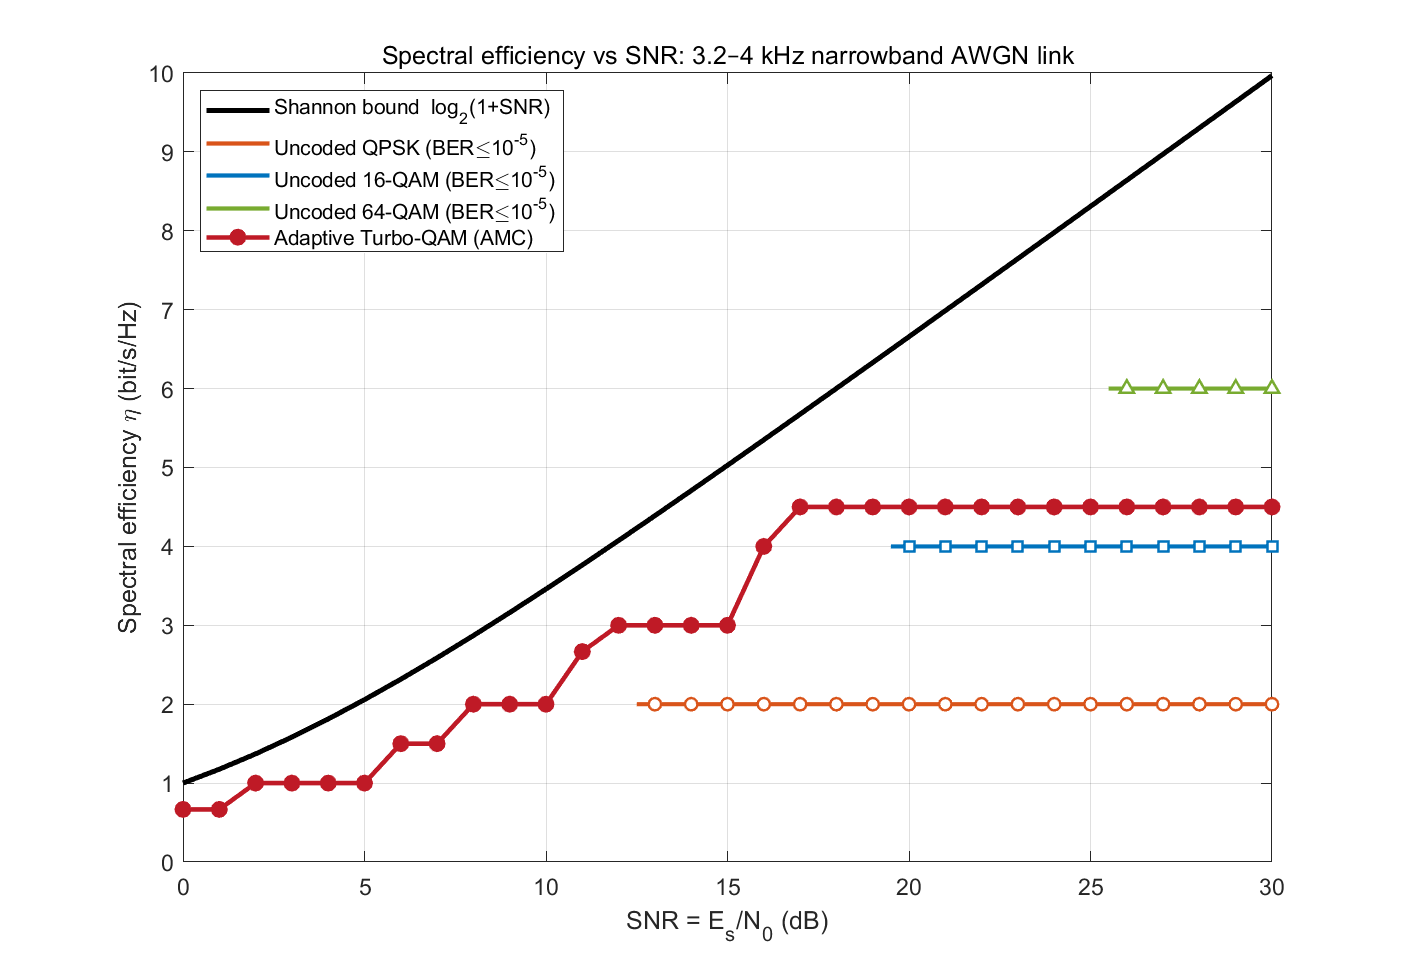 Spectral efficiency vs SNR: 3.2–4 kHz narrowband AWGN link
Shannon bound log₂(1+SNR)
Uncoded QPSK (BER≤10⁻⁵)
Uncoded 16-QAM (BER≤10⁻⁵)
Uncoded 64-QAM (BER≤10⁻⁵)
Adaptive Turbo-QAM (AMC)
Spectral efficiency η (bit/s/Hz)
10
9
8
7
6
5
4
3
2
1
0
0 5 10 15 20 25 30
SNR = Eₛ/N₀ (dB)